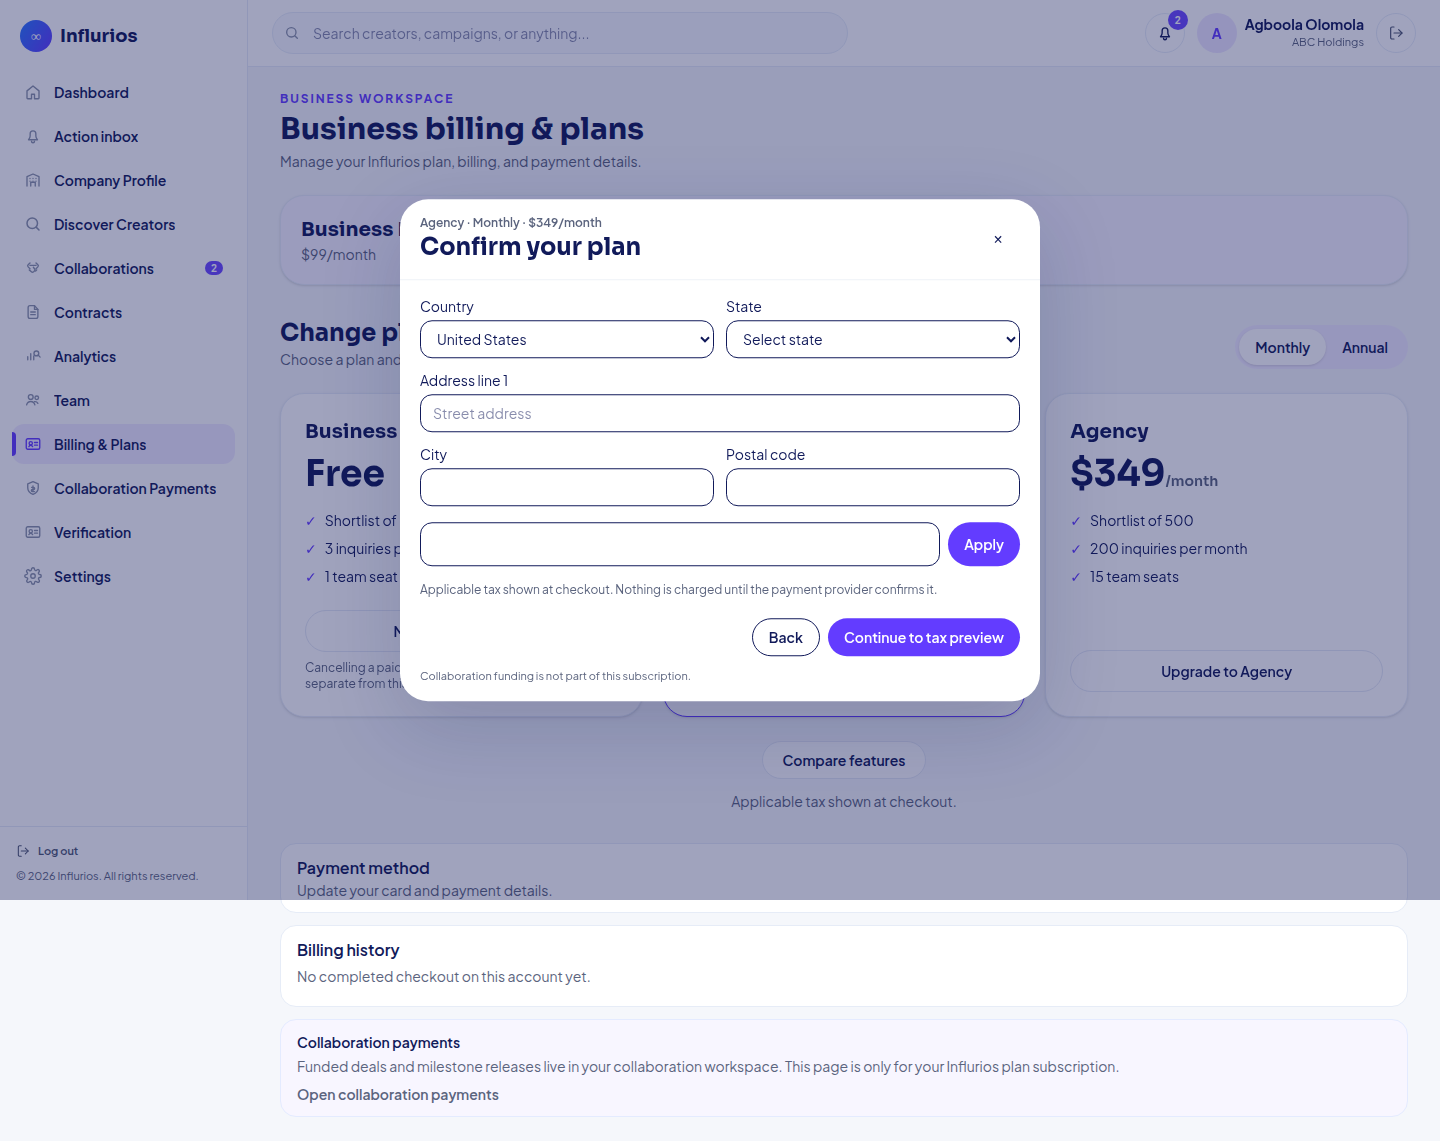 ∞ Influrios
Dashboard
Action inbox
Company Profile
Discover Creators
Collaborations 2
Contracts
Analytics
Team
Billing & Plans
Collaboration Payments
Verification
Settings
Log out
© 2026 Influrios. All rights reserved.
Search creators, campaigns, or anything...
2
A
Agboola Olomola
ABC Holdings
BUSINESS WORKSPACE
Business billing & plans
Manage your Influrios plan, billing, and payment details.
Business
$99/month
Change
Choose a plan and
Monthly Annual
Business
Free
✓ Shortlist of
✓ 3 inquiries
✓ 1 team seat
Cancelling a paid
separate from
Agency · Monthly · $349/month
Confirm your plan
×
Country State
United States Select state
Address line 1
Street address
City Postal code
Apply
Applicable tax shown at checkout. Nothing is charged until the payment provider confirms it.
Back Continue to tax preview
Collaboration funding is not part of this subscription.
Agency
$349/month
✓ Shortlist of 500
✓ 200 inquiries per month
✓ 15 team seats
Upgrade to Agency
Compare features
Applicable tax shown at checkout.
Payment method
Update your card and payment details.
Billing history
No completed checkout on this account yet.
Collaboration payments
Funded deals and milestone releases live in your collaboration workspace. This page is only for your Influrios plan subscription.
Open collaboration payments